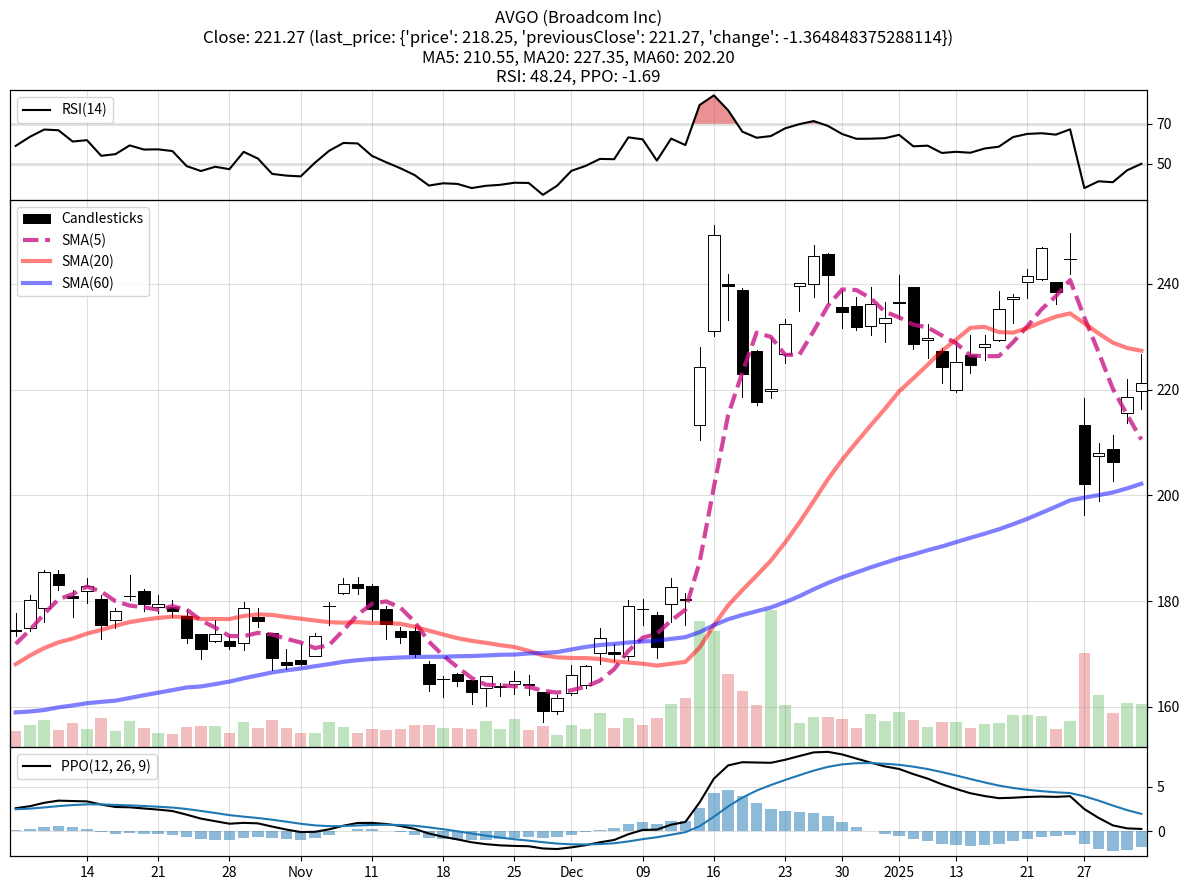 AVGO (Broadcom Inc)
Close: 221.27 (last_price: {'price': 218.25, 'previousClose': 221.27, 'change': -1.364848375288114})
MA5: 210.55, MA20: 227.35, MA60: 202.20
RSI: 48.24, PPO: -1.69
RSI(14)
70
50
Candlesticks
SMA(5)
SMA(20)
SMA(60)
240
220
200
180
160
PPO(12, 26, 9)
5
0
14 21 28 Nov 11 18 25 Dec 09 16 23 30 2025 13 21 27